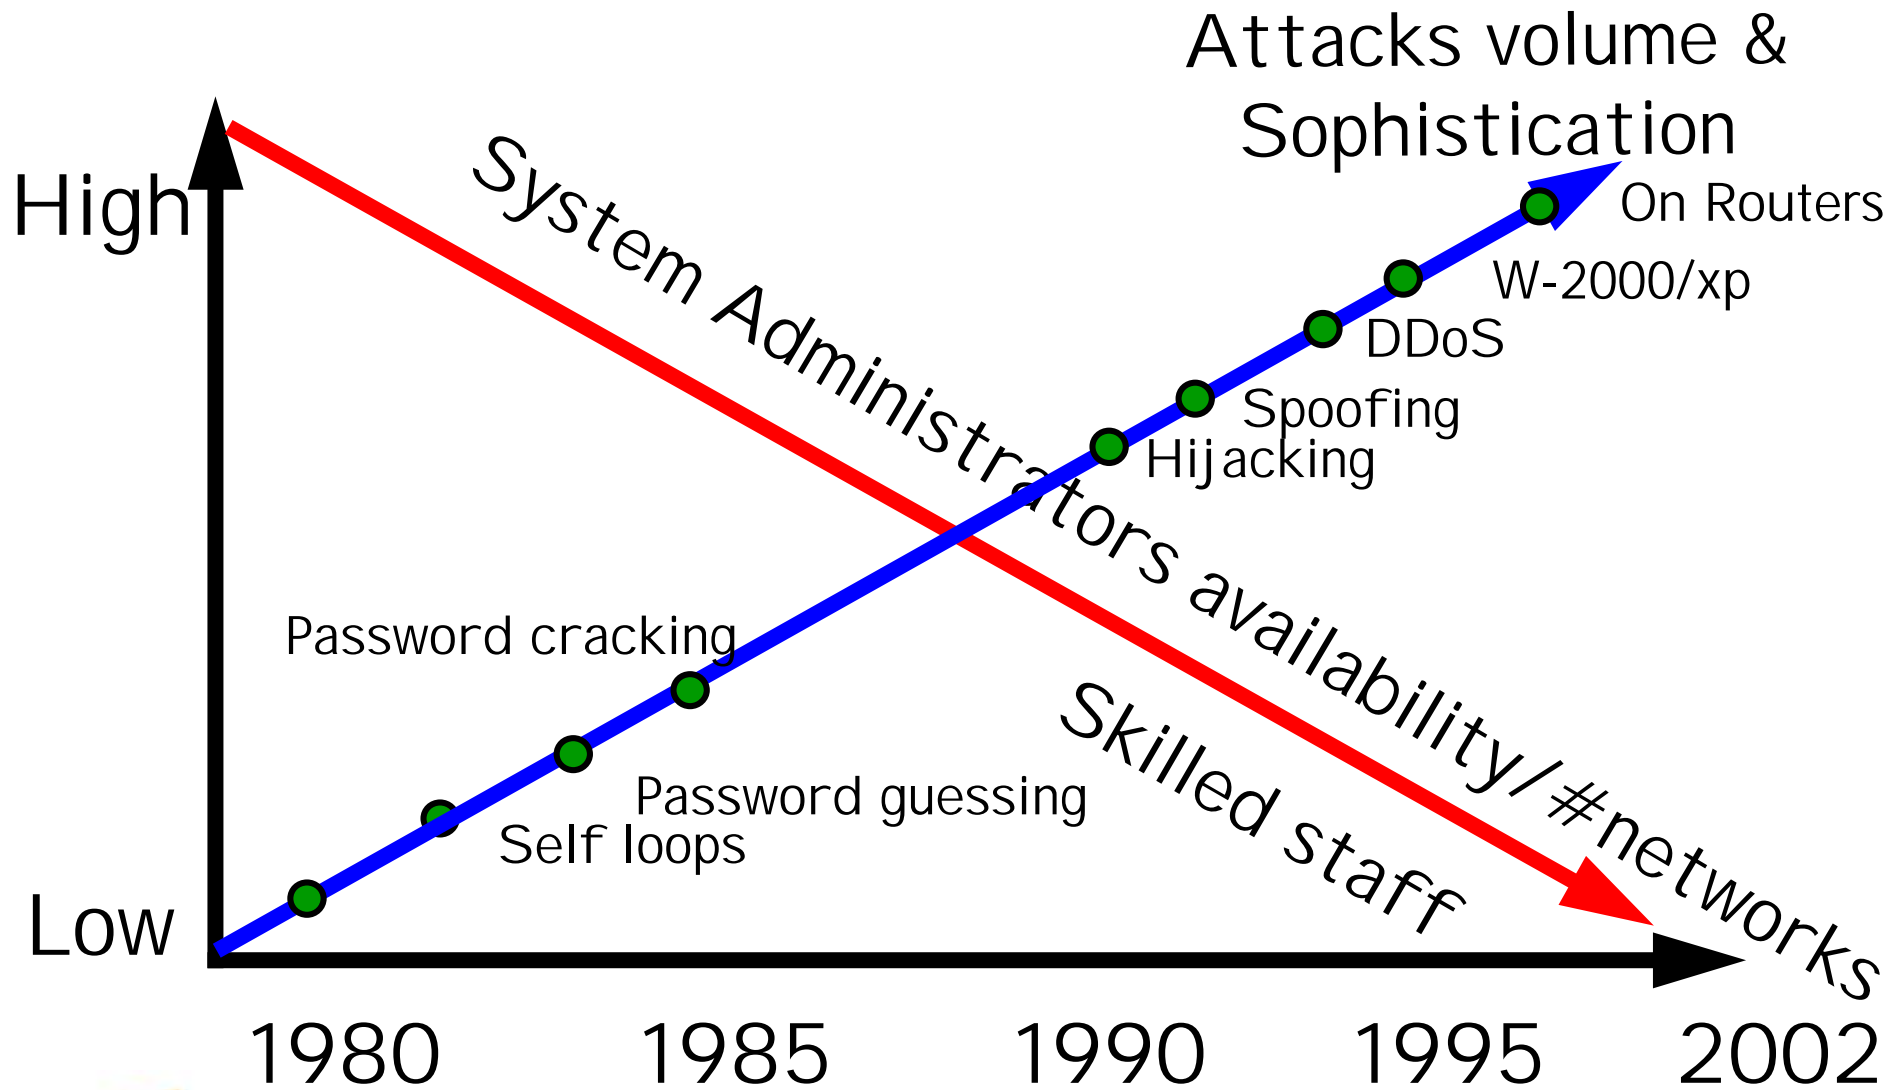 Attacks volume &
Sophistication
High
System Administrators availability/#networks
On Routers
W-2000/xp
DDoS
Spoofing
Hijacking
Password cracking
Skilled staff
Password guessing
Self loops
Low
1980 1985 1990 1995 2002